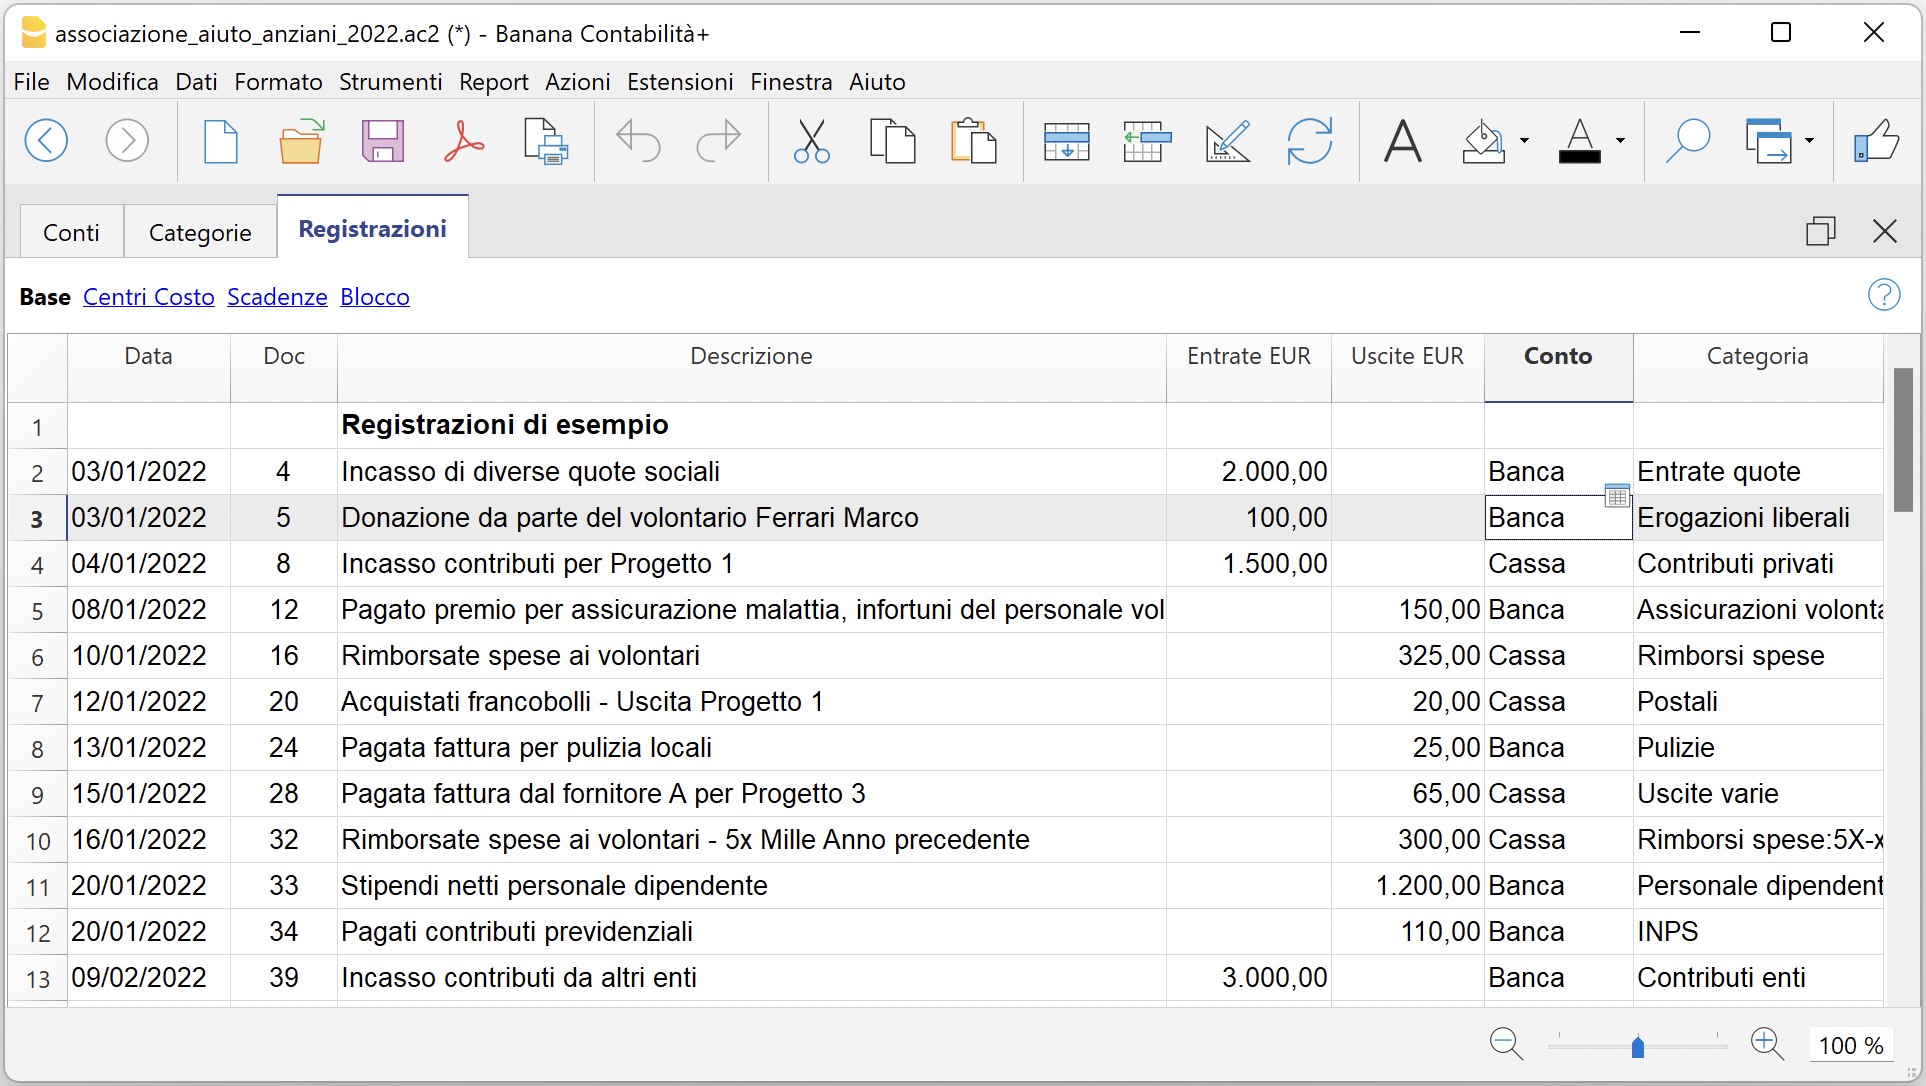 associazione_aiuto_anziani_2022.ac2 (*) - Banana Contabilità+
File Modifica Dati Formato Strumenti Report Azioni Estensioni Finestra Aiuto
Conti Categorie Registrazioni
Base Centri Costo Scadenze Blocco
Data Doc Descrizione Entrate EUR Uscite EUR Conto Categoria
1 Registrazioni di esempio
2 03/01/2022 4 Incasso di diverse quote sociali 2.000,00 Banca Entrate quote
3 03/01/2022 5 Donazione da parte del volontario Ferrari Marco 100,00 Banca Erogazioni liberali
4 04/01/2022 8 Incasso contributi per Progetto 1 1.500,00 Cassa Contributi privati
5 08/01/2022 12 Pagato premio per assicurazione malattia, infortuni del personale vol 150,00 Banca Assicurazioni volonta
6 10/01/2022 16 Rimborsate spese ai volontari 325,00 Cassa Rimborsi spese
7 12/01/2022 20 Acquistati francobolli - Uscita Progetto 1 20,00 Cassa Postali
8 13/01/2022 24 Pagata fattura per pulizia locali 25,00 Banca Pulizie
9 15/01/2022 28 Pagata fattura dal fornitore A per Progetto 3 65,00 Cassa Uscite varie
10 16/01/2022 32 Rimborsate spese ai volontari - 5x Mille Anno precedente 300,00 Cassa Rimborsi spese:5X-x
11 20/01/2022 33 Stipendi netti personale dipendente 1.200,00 Banca Personale dipendent
12 20/01/2022 34 Pagati contributi previdenziali 110,00 Banca INPS
13 09/02/2022 39 Incasso contributi da altri enti 3.000,00 Banca Contributi enti
100 %